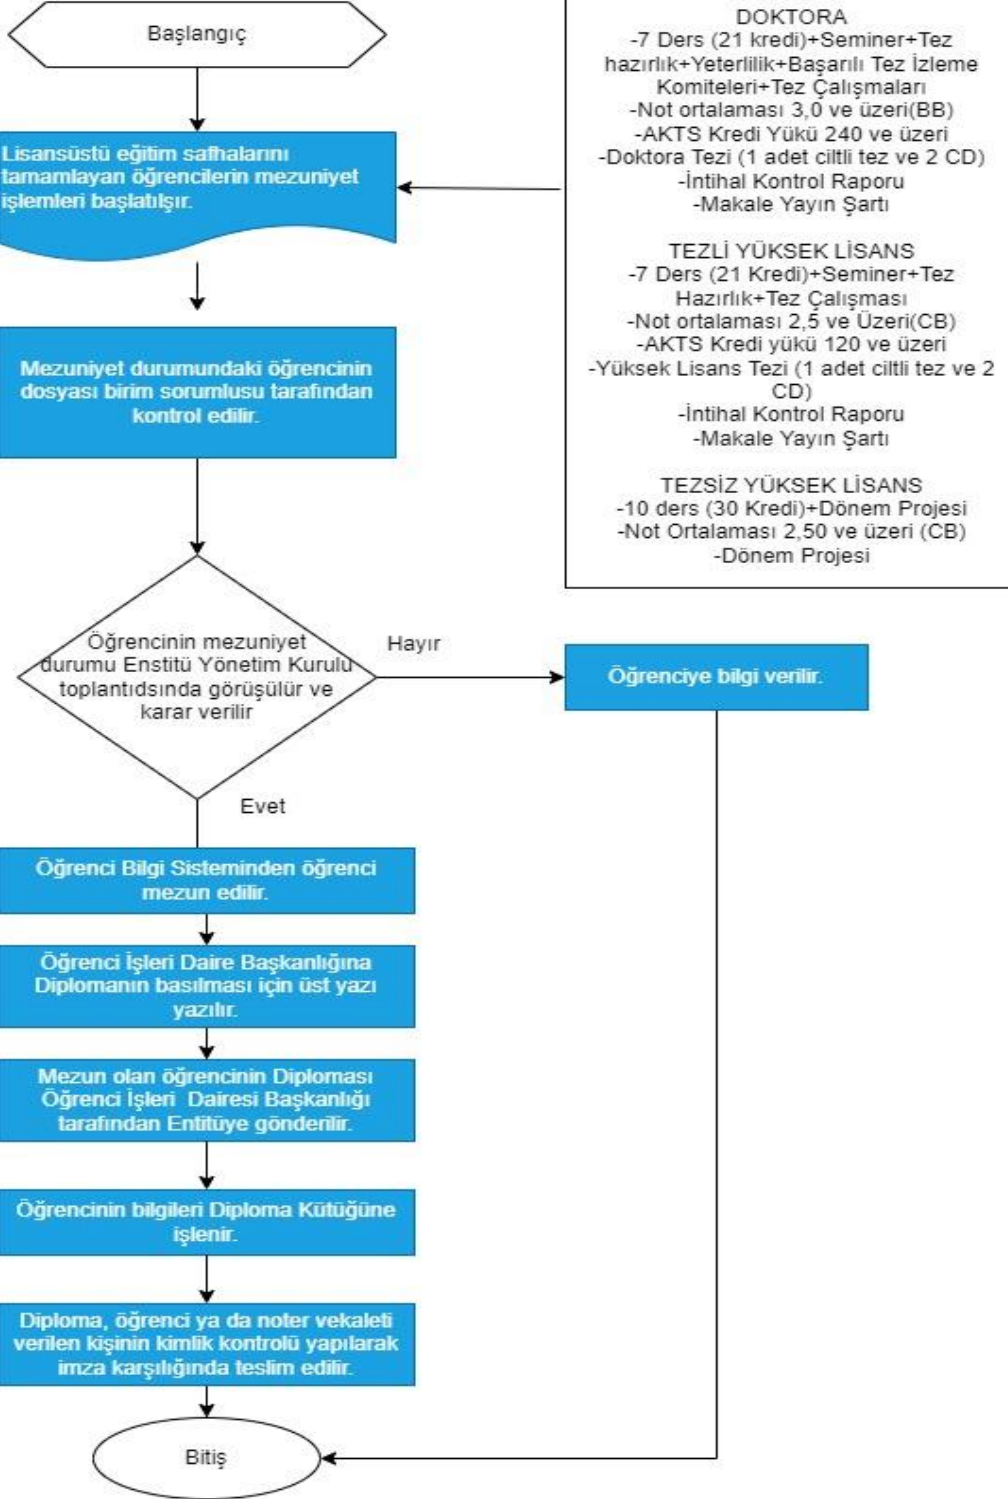 Başlangıç
Lisansüstü eğitim safhalarını
tamamlayan öğrencilerin mezuniyet
işlemleri başlatılşır.
DOKTORA
-7 Ders (21 kredi)+Seminer+Tez
hazırlık+Yeterlilik+Başarılı Tez İzleme
Komiteleri+Tez Çalışmaları
-Not ortalaması 3,0 ve üzeri(BB)
-AKTS Kredi Yükü 240 ve üzeri
-Doktora Tezi (1 adet ciltli tez ve 2 CD)
-İntihal Kontrol Raporu
-Makale Yayın Şartı
TEZLİ YÜKSEK LİSANS
-7 Ders (21 Kredi)+Seminer+Tez
Hazırlık+Tez Çalışması
-Not ortalaması 2,5 ve Üzeri(CB)
-AKTS Kredi yükü 120 ve üzeri
-Yüksek Lisans Tezi (1 adet ciltli tez ve 2
CD)
-İntihal Kontrol Raporu
-Makale Yayın Şartı
TEZSİZ YÜKSEK LİSANS
-10 ders (30 Kredi)+Dönem Projesi
-Not Ortalaması 2,50 ve üzeri (CB)
-Dönem Projesi
Mezuniyet durumundaki öğrencinin
dosyası birim sorumlusu tarafından
kontrol edilir.
Öğrencinin mezuniyet
durumu Enstitü Yönetim Kurulu
toplantıdsında görüşülür ve
karar verilir
Hayır
Öğrenciye bilgi verilir.
Evet
Öğrenci Bilgi Sisteminden öğrenci
mezun edilir.
Öğrenci İşleri Daire Başkanlığına
Diplomanın basılması için üst yazı
yazılır.
Mezun olan öğrencinin Diploması
Öğrenci İşleri Dairesi Başkanlığı
tarafından Entitüye gönderilir.
Öğrencinin bilgileri Diploma Kütüğüne
işlenir.
Diploma, öğrenci ya da noter vekaleti
verilen kişinin kimlik kontrolü yapılarak
imza karşılığında teslim edilir.
Bitiş